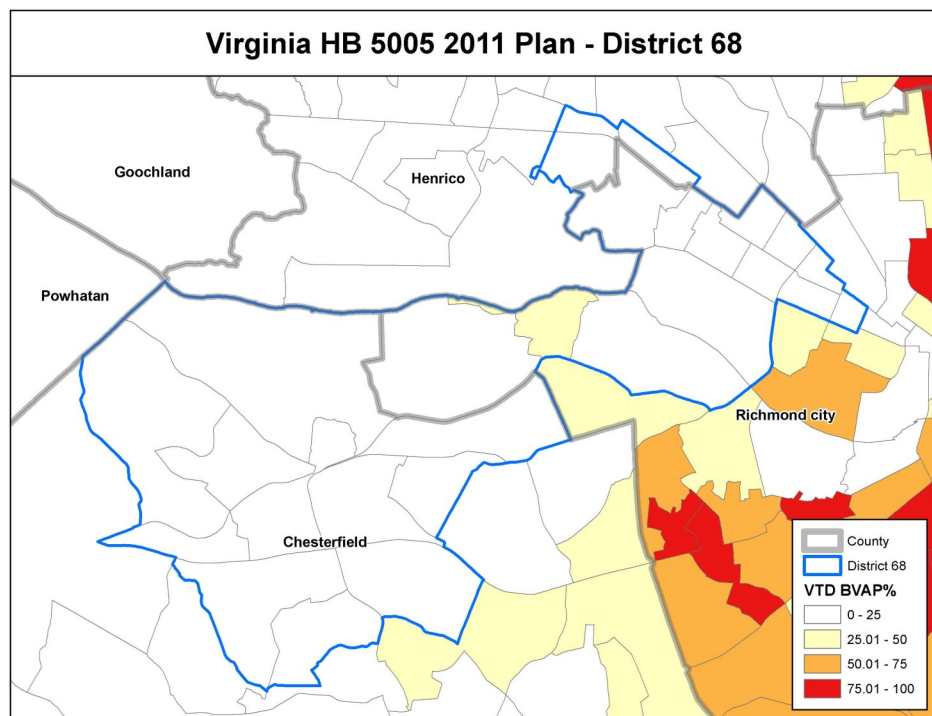 Virginia HB 5005 2011 Plan - District 68
Goochland
Henrico
Powhatan
Richmond city
Chesterfield
County
District 68
VTD BVAP%
0 - 25
25.01 - 50
50.01 - 75
75.01 - 100